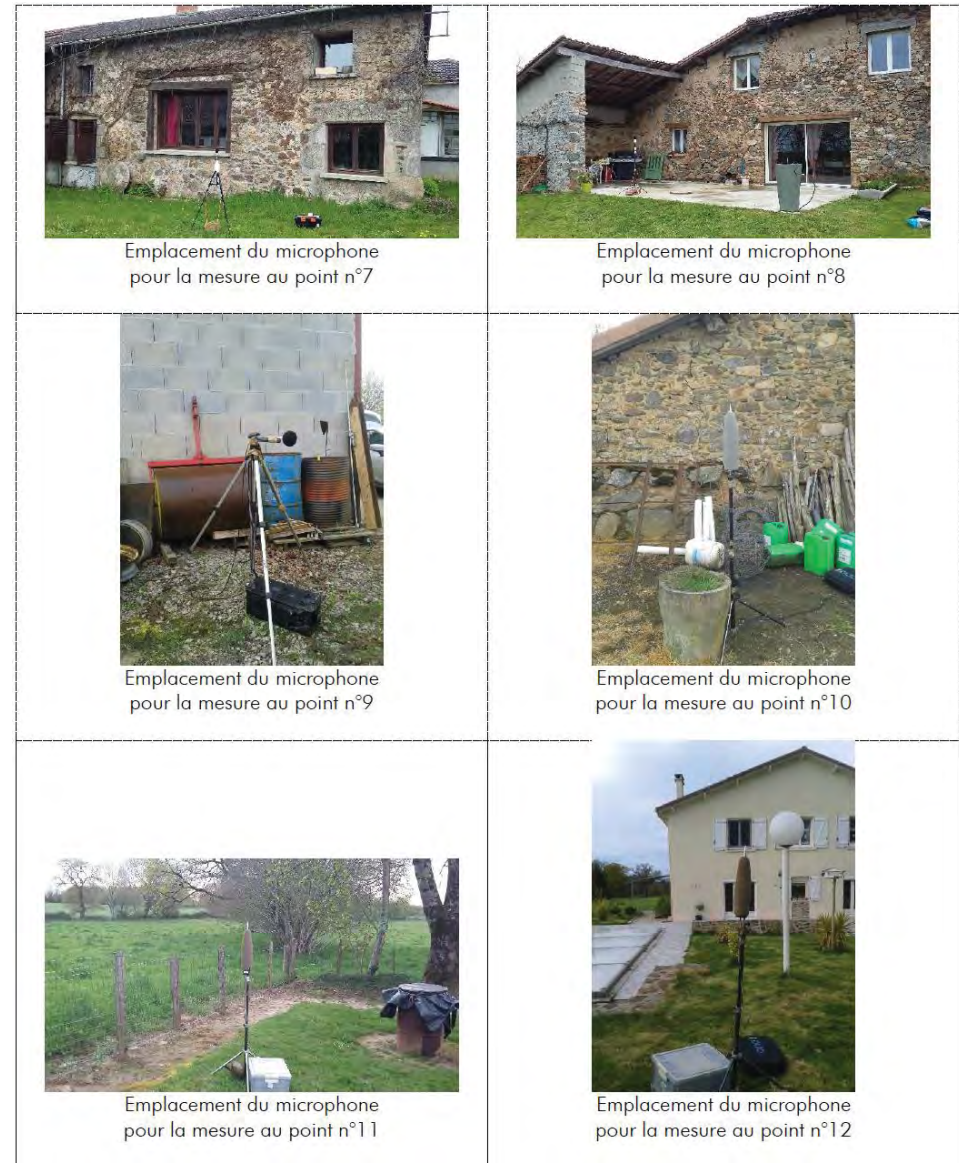 Emplacement du microphone
pour la mesure au point n°7
Emplacement du microphone
pour la mesure au point n°8
Emplacement du microphone
pour la mesure au point n°9
Emplacement du microphone
pour la mesure au point n°10
Emplacement du microphone
pour la mesure au point n°11
Emplacement du microphone
pour la mesure au point n°12